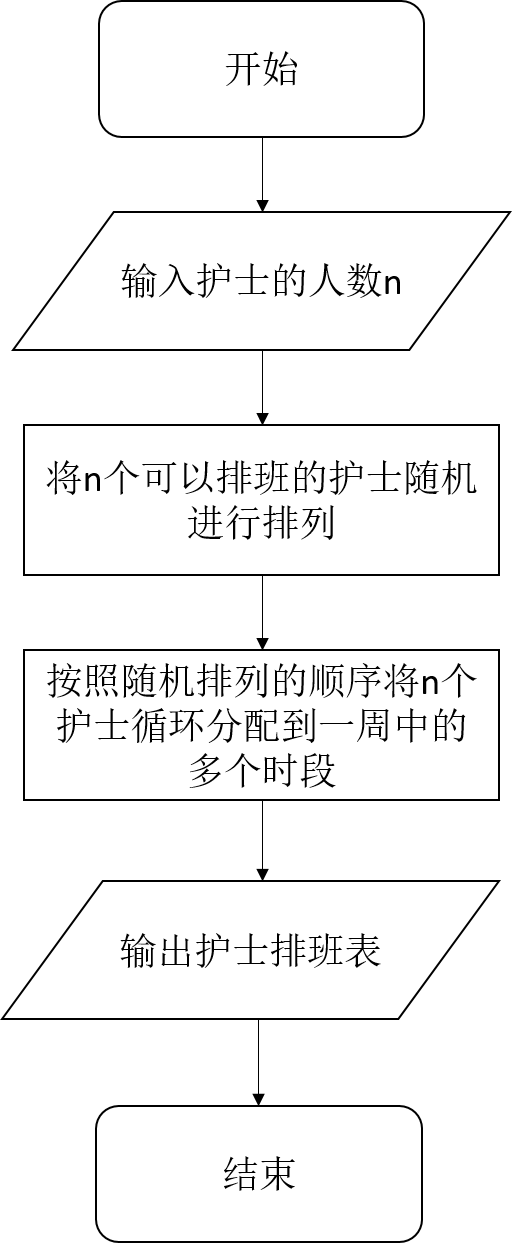 开始
输入护士的人数n
将n个可以排班的护士随机
进行排列
按照随机排列的顺序将n个
护士循环分配到一周中的
多个时段
输出护士排班表
结束